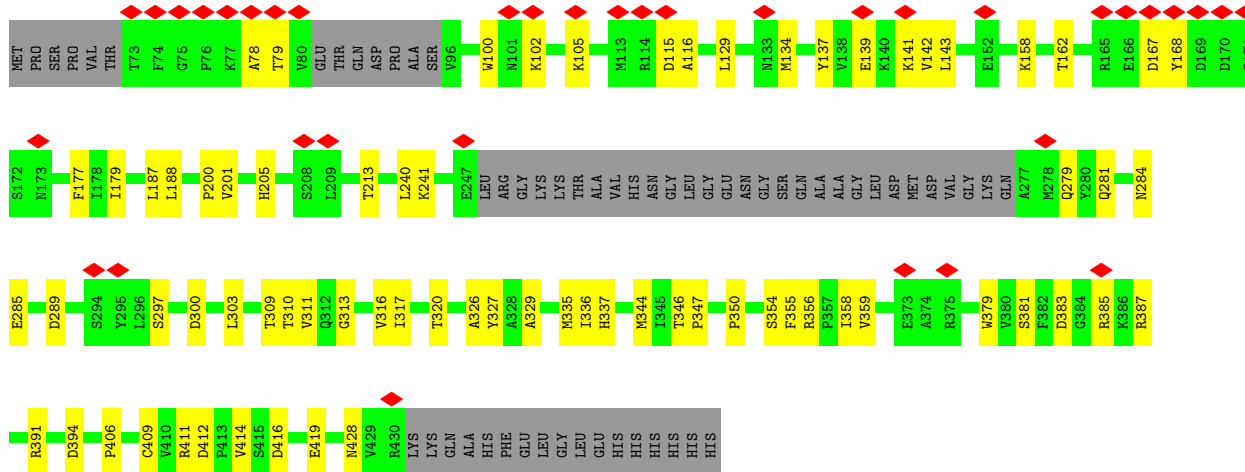 MET PRO SER PRO VAL THR T73 F74 G75 P76 K77 A78 T79 V80 GLU THR GLN ASP PRO ALA SER V96 W100 N101 K102 K105 M113 R114 D115 A116 L129 N133 M134 Y137 V138 E139 K140 K141 V142 L143 E152 K158 T162 R165 E166 D167 Y168 D169 D170
S172 N173 F177 I178 I179 L187 L188 P200 V201 H205 S208 L209 T213 L240 K241 E247 LEU ARG GLY LYS LYS THR ALA VAL HIS ASN GLY LEU GLY GLU ASN GLY SER GLN ALA ALA GLY LEU ASP MET ASP VAL GLY LYS GLN A277 M278 Q279 Y280 Q281 N284
E285 D289 S294 Y295 L296 S297 D300 L303 T309 T310 V311 Q312 G313 V316 I317 T320 A326 Y327 A328 A329 M335 I336 H337 M344 I345 T346 P347 P350 S354 F355 R356 P357 I358 V359 E373 A374 R375 W379 V380 S381 F382 D383 G384 R385 K386 R387
R391 D394 P406 C409 V410 R411 D412 P413 V414 S415 D416 E419 N428 V429 R430 LYS LYS GLN ALA HIS PHE GLU LEU GLY LEU GLU HIS HIS HIS HIS HIS HIS